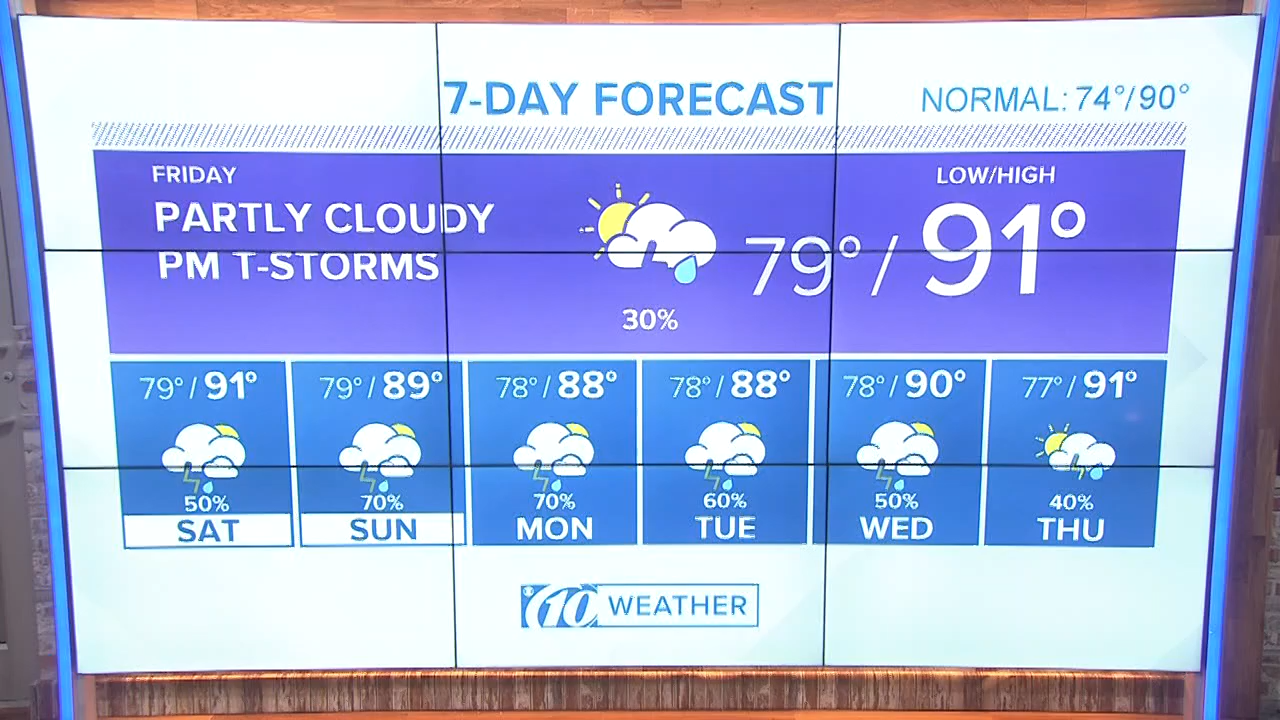 7-DAY FORECAST
NORMAL: 74°/90°
FRIDAY
LOW/HIGH
PARTLY CLOUDY
PM T-STORMS
79°/91°
30%
79°/91° 79°/89° 78°/88° 78°/88° 78°/90° 77°/91°
50% 70% 70% 60% 50% 40%
SAT SUN MON TUE WED THU
10 WEATHER